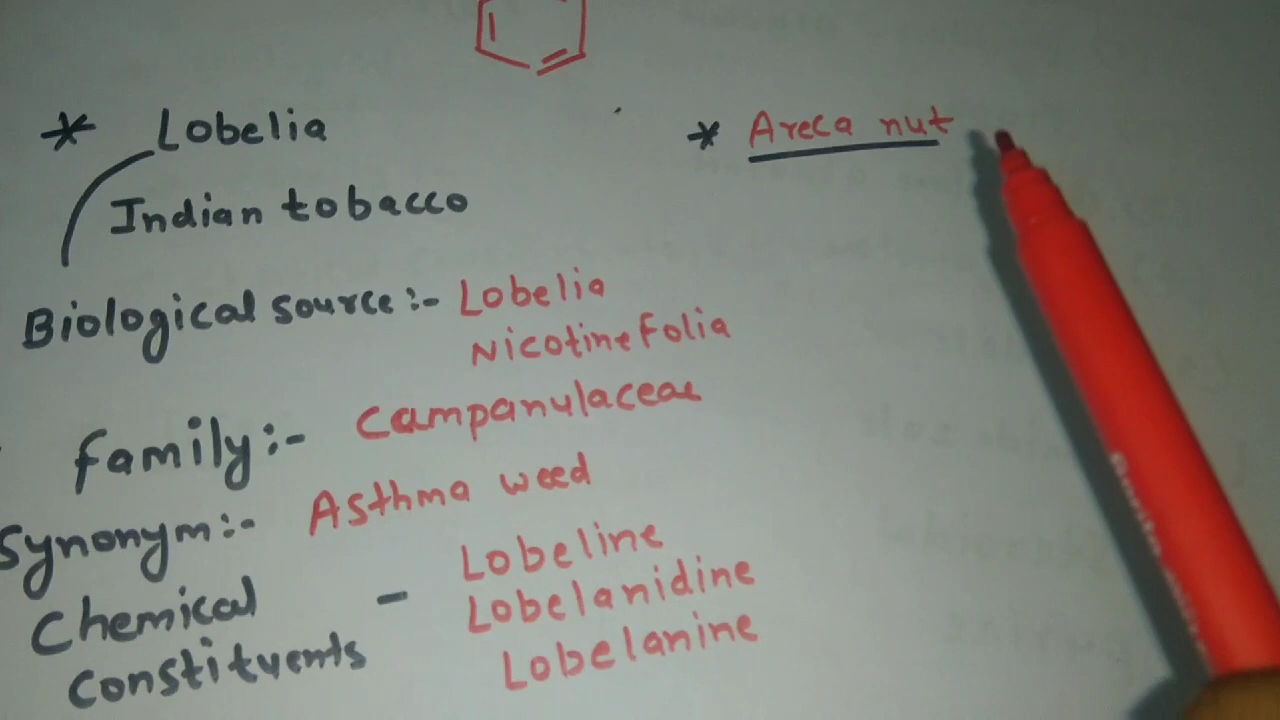 * Lobelia
Indian tobacco
Biological source:- Lobelia
Nicotinefolia
family:- Campanulaceae
Synonym:- Asthma weed
Chemical constituents - Lobeline
Lobelanidine
Lobelanine
* Areca nut